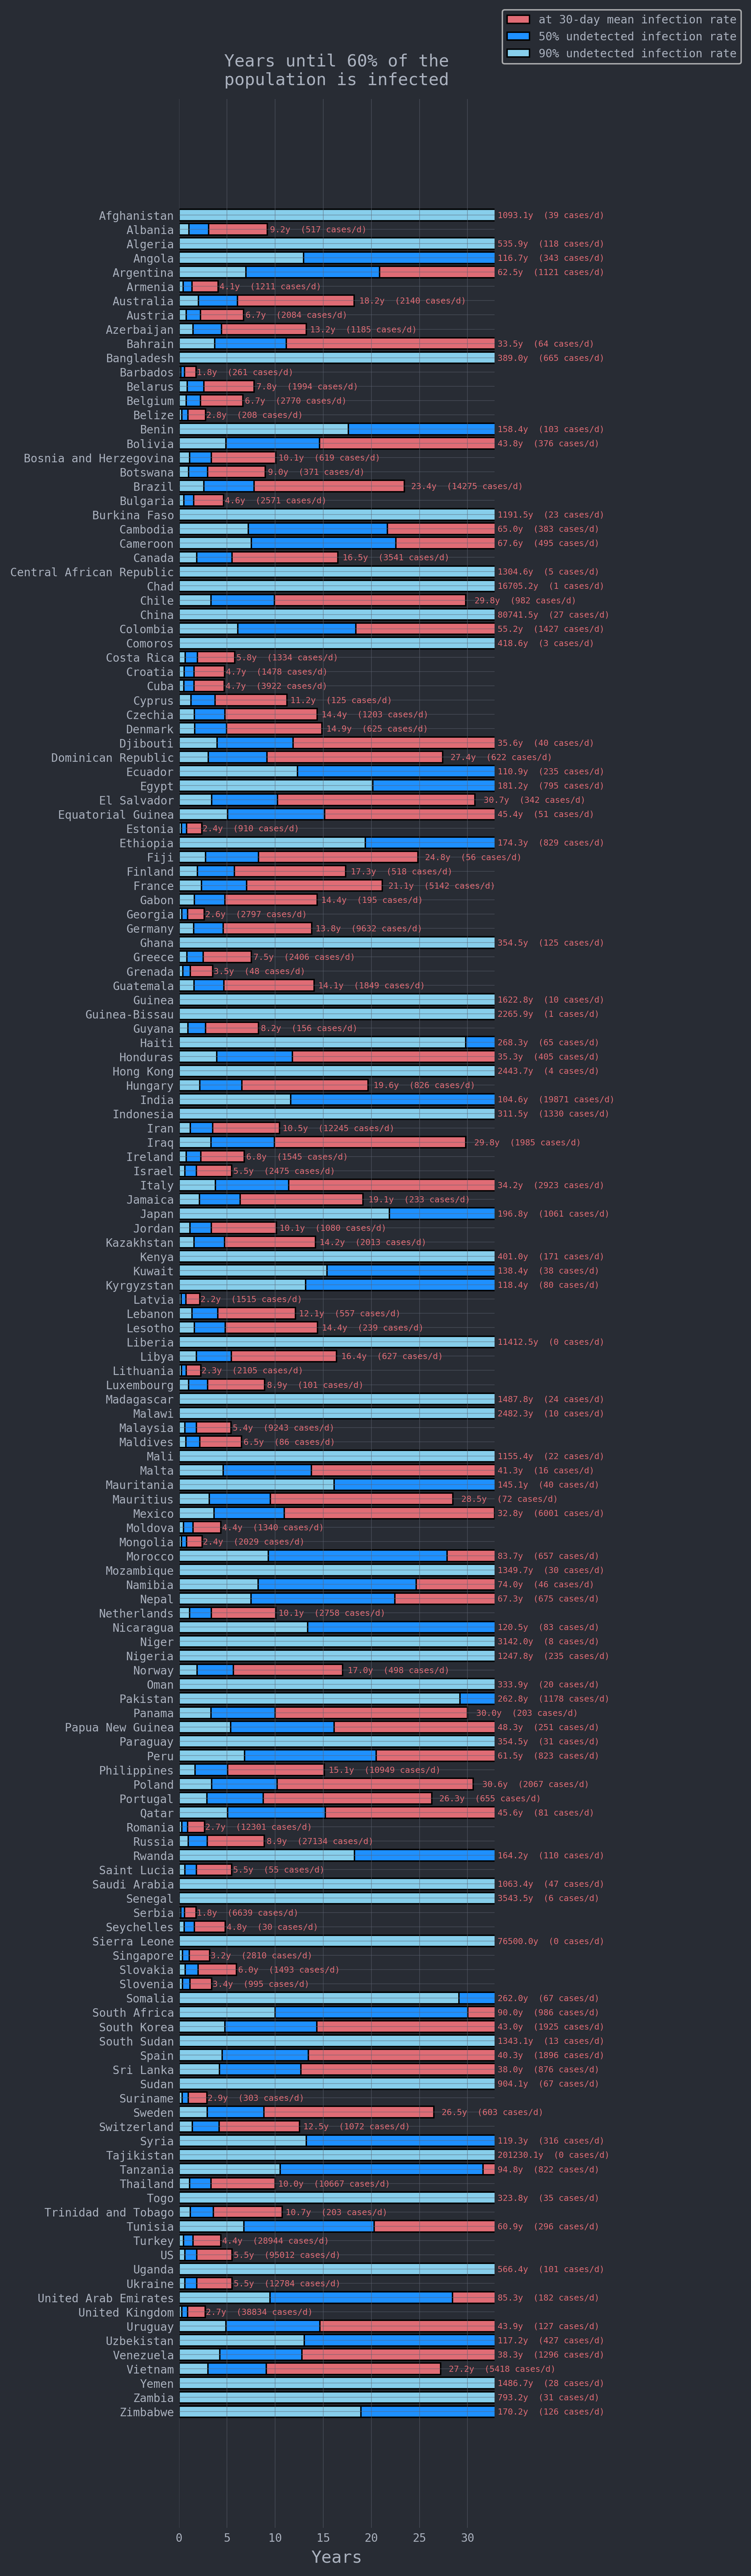 at 30-day mean infection rate
50% undetected infection rate
90% undetected infection rate
Years until 60% of the
population is infected
Afghanistan 1093.1y (39 cases/d)
Albania 9.2y (517 cases/d)
Algeria 535.9y (118 cases/d)
Angola 116.7y (343 cases/d)
Argentina 62.5y (1121 cases/d)
Armenia 4.1y (1211 cases/d)
Australia 18.2y (2140 cases/d)
Austria 6.7y (2084 cases/d)
Azerbaijan 13.2y (1185 cases/d)
Bahrain 33.5y (64 cases/d)
Bangladesh 389.0y (665 cases/d)
Barbados 1.8y (261 cases/d)
Belarus 7.8y (1994 cases/d)
Belgium 6.7y (2770 cases/d)
Belize 2.8y (208 cases/d)
Benin 158.4y (103 cases/d)
Bolivia 43.8y (376 cases/d)
Bosnia and Herzegovina 10.1y (619 cases/d)
Botswana 9.0y (371 cases/d)
Brazil 23.4y (14275 cases/d)
Bulgaria 4.6y (2571 cases/d)
Burkina Faso 1191.5y (23 cases/d)
Cambodia 65.0y (383 cases/d)
Cameroon 67.6y (495 cases/d)
Canada 16.5y (3541 cases/d)
Central African Republic 1304.6y (5 cases/d)
Chad 16705.2y (1 cases/d)
Chile 29.8y (982 cases/d)
China 80741.5y (27 cases/d)
Colombia 55.2y (1427 cases/d)
Comoros 418.6y (3 cases/d)
Costa Rica 5.8y (1334 cases/d)
Croatia 4.7y (1478 cases/d)
Cuba 4.7y (3922 cases/d)
Cyprus 11.2y (125 cases/d)
Czechia 14.4y (1203 cases/d)
Denmark 14.9y (625 cases/d)
Djibouti 35.6y (40 cases/d)
Dominican Republic 27.4y (622 cases/d)
Ecuador 110.9y (235 cases/d)
Egypt 181.2y (795 cases/d)
El Salvador 30.7y (342 cases/d)
Equatorial Guinea 45.4y (51 cases/d)
Estonia 2.4y (910 cases/d)
Ethiopia 174.3y (829 cases/d)
Fiji 24.8y (56 cases/d)
Finland 17.3y (518 cases/d)
France 21.1y (5142 cases/d)
Gabon 14.4y (195 cases/d)
Georgia 2.6y (2797 cases/d)
Germany 13.8y (9632 cases/d)
Ghana 354.5y (125 cases/d)
Greece 7.5y (2406 cases/d)
Grenada 3.5y (48 cases/d)
Guatemala 14.1y (1849 cases/d)
Guinea 1622.8y (10 cases/d)
Guinea-Bissau 2265.9y (1 cases/d)
Guyana 8.2y (156 cases/d)
Haiti 268.3y (65 cases/d)
Honduras 35.3y (405 cases/d)
Hong Kong 2443.7y (4 cases/d)
Hungary 19.6y (826 cases/d)
India 104.6y (19871 cases/d)
Indonesia 311.5y (1330 cases/d)
Iran 10.5y (12245 cases/d)
Iraq 29.8y (1985 cases/d)
Ireland 6.8y (1545 cases/d)
Israel 5.5y (2475 cases/d)
Italy 34.2y (2923 cases/d)
Jamaica 19.1y (233 cases/d)
Japan 196.8y (1061 cases/d)
Jordan 10.1y (1080 cases/d)
Kazakhstan 14.2y (2013 cases/d)
Kenya 401.0y (171 cases/d)
Kuwait 138.4y (38 cases/d)
Kyrgyzstan 118.4y (80 cases/d)
Latvia 2.2y (1515 cases/d)
Lebanon 12.1y (557 cases/d)
Lesotho 14.4y (239 cases/d)
Liberia 11412.5y (0 cases/d)
Libya 16.4y (627 cases/d)
Lithuania 2.3y (2105 cases/d)
Luxembourg 8.9y (101 cases/d)
Madagascar 1487.8y (24 cases/d)
Malawi 2482.3y (10 cases/d)
Malaysia 5.4y (9243 cases/d)
Maldives 6.5y (86 cases/d)
Mali 1155.4y (22 cases/d)
Malta 41.3y (16 cases/d)
Mauritania 145.1y (40 cases/d)
Mauritius 28.5y (72 cases/d)
Mexico 32.8y (6001 cases/d)
Moldova 4.4y (1340 cases/d)
Mongolia 2.4y (2029 cases/d)
Morocco 83.7y (657 cases/d)
Mozambique 1349.7y (30 cases/d)
Namibia 74.0y (46 cases/d)
Nepal 67.3y (675 cases/d)
Netherlands 10.1y (2758 cases/d)
Nicaragua 120.5y (83 cases/d)
Niger 3142.0y (8 cases/d)
Nigeria 1247.8y (235 cases/d)
Norway 17.0y (498 cases/d)
Oman 333.9y (20 cases/d)
Pakistan 262.8y (1178 cases/d)
Panama 30.0y (203 cases/d)
Papua New Guinea 48.3y (251 cases/d)
Paraguay 354.5y (31 cases/d)
Peru 61.5y (823 cases/d)
Philippines 15.1y (10949 cases/d)
Poland 30.6y (2067 cases/d)
Portugal 26.3y (655 cases/d)
Qatar 45.6y (81 cases/d)
Romania 2.7y (12301 cases/d)
Russia 8.9y (27134 cases/d)
Rwanda 164.2y (110 cases/d)
Saint Lucia 5.5y (55 cases/d)
Saudi Arabia 1063.4y (47 cases/d)
Senegal 3543.5y (6 cases/d)
Serbia 1.8y (6639 cases/d)
Seychelles 4.8y (30 cases/d)
Sierra Leone 76500.0y (0 cases/d)
Singapore 3.2y (2810 cases/d)
Slovakia 6.0y (1493 cases/d)
Slovenia 3.4y (995 cases/d)
Somalia 262.0y (67 cases/d)
South Africa 90.0y (986 cases/d)
South Korea 43.0y (1925 cases/d)
South Sudan 1343.1y (13 cases/d)
Spain 40.3y (1896 cases/d)
Sri Lanka 38.0y (876 cases/d)
Sudan 904.1y (67 cases/d)
Suriname 2.9y (303 cases/d)
Sweden 26.5y (603 cases/d)
Switzerland 12.5y (1072 cases/d)
Syria 119.3y (316 cases/d)
Tajikistan 201230.1y (0 cases/d)
Tanzania 94.8y (822 cases/d)
Thailand 10.0y (10667 cases/d)
Togo 323.8y (35 cases/d)
Trinidad and Tobago 10.7y (203 cases/d)
Tunisia 60.9y (296 cases/d)
Turkey 4.4y (28944 cases/d)
US 5.5y (95012 cases/d)
Uganda 566.4y (101 cases/d)
Ukraine 5.5y (12784 cases/d)
United Arab Emirates 85.3y (182 cases/d)
United Kingdom 2.7y (38834 cases/d)
Uruguay 43.9y (127 cases/d)
Uzbekistan 117.2y (427 cases/d)
Venezuela 38.3y (1296 cases/d)
Vietnam 27.2y (5418 cases/d)
Yemen 1486.7y (28 cases/d)
Zambia 793.2y (31 cases/d)
Zimbabwe 170.2y (126 cases/d)
0 5 10 15 20 25 30
Years